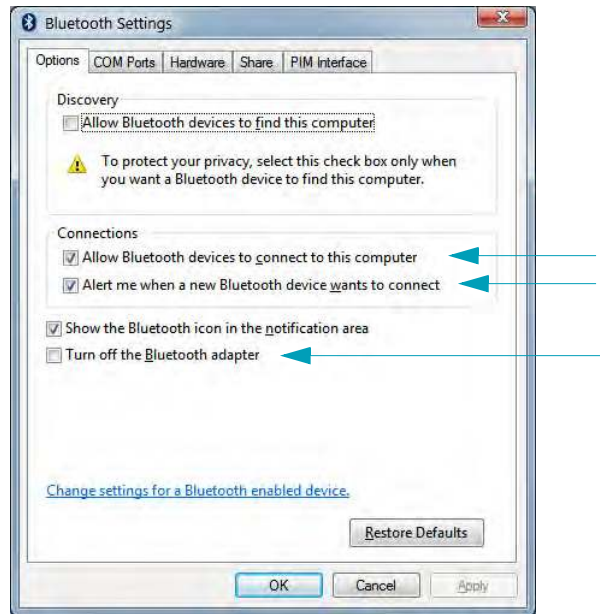 Bluetooth Settings
Options COM Ports Hardware Share PIM Interface
Discovery
Allow Bluetooth devices to find this computer
To protect your privacy, select this check box only when
you want a Bluetooth device to find this computer.
Connections
Allow Bluetooth devices to connect to this computer
Alert me when a new Bluetooth device wants to connect
Show the Bluetooth icon in the notification area
Turn off the Bluetooth adapter
Change settings for a Bluetooth enabled device.
Restore Defaults
OK Cancel Apply